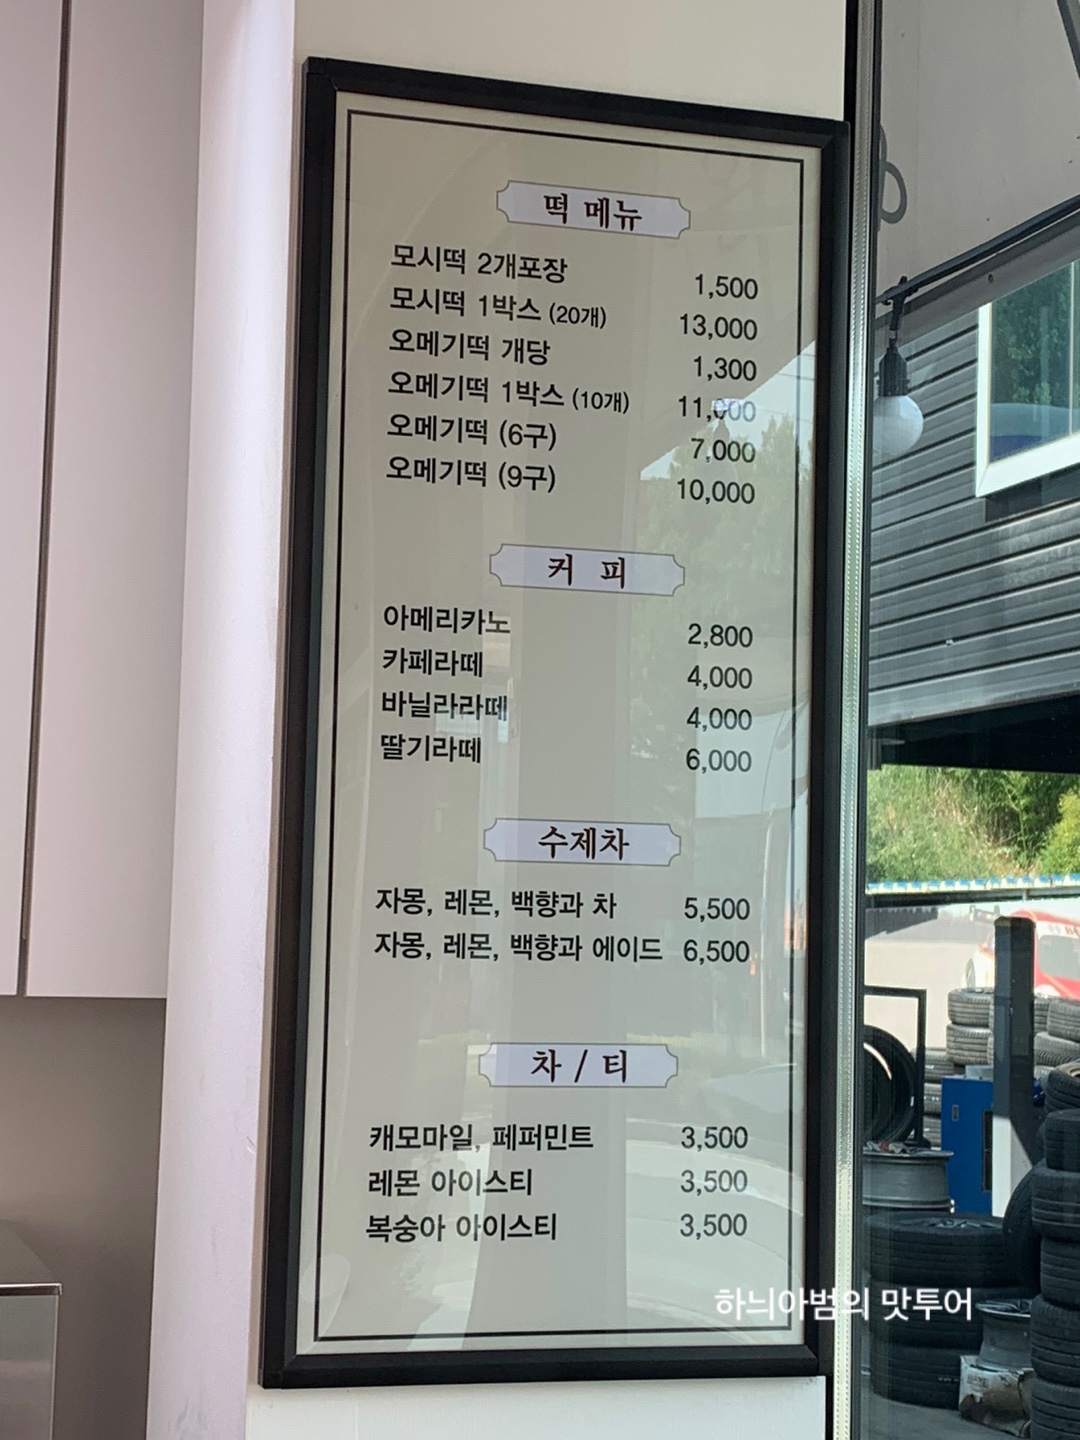 떡 메뉴
모시떡 2개포장 1,500
모시떡 1박스 (20개) 13,000
오메기떡 개당 1,300
오메기떡 1박스 (10개) 11,000
오메기떡 (6구) 7,000
오메기떡 (9구) 10,000
커 피
아메리카노 2,800
카페라떼 4,000
바닐라라떼 4,000
딸기라떼 6,000
수제차
자몽, 레몬, 백향과 차 5,500
자몽, 레몬, 백향과 에이드 6,500
차 / 티
캐모마일, 페퍼민트 3,500
레몬 아이스티 3,500
복숭아 아이스티 3,500
하늬아범의 맛투어